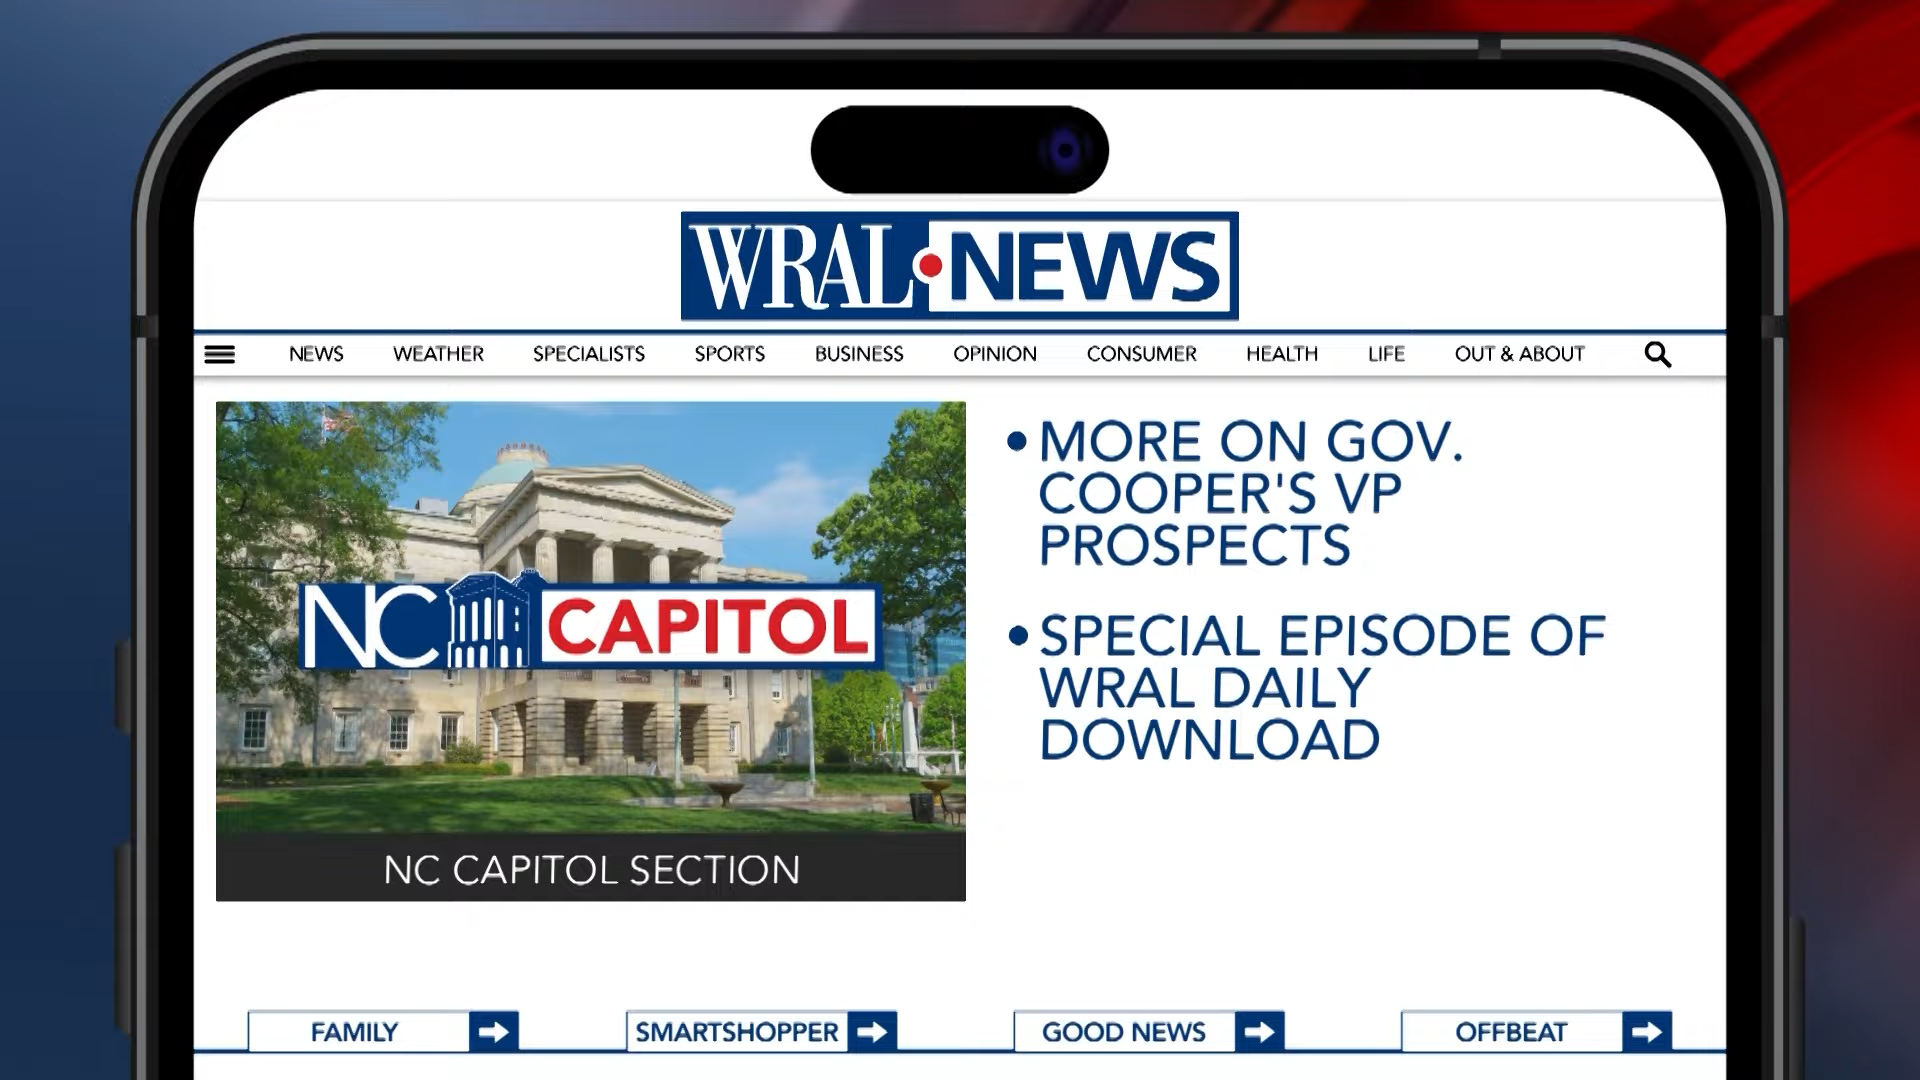 WRAL NEWS
NEWS WEATHER SPECIALISTS SPORTS BUSINESS OPINION CONSUMER HEALTH LIFE OUT & ABOUT
NC CAPITOL
NC CAPITOL SECTION
• MORE ON GOV.
COOPER'S VP
PROSPECTS
• SPECIAL EPISODE OF
WRAL DAILY
DOWNLOAD
FAMILY SMARTSHOPPER GOOD NEWS OFFBEAT